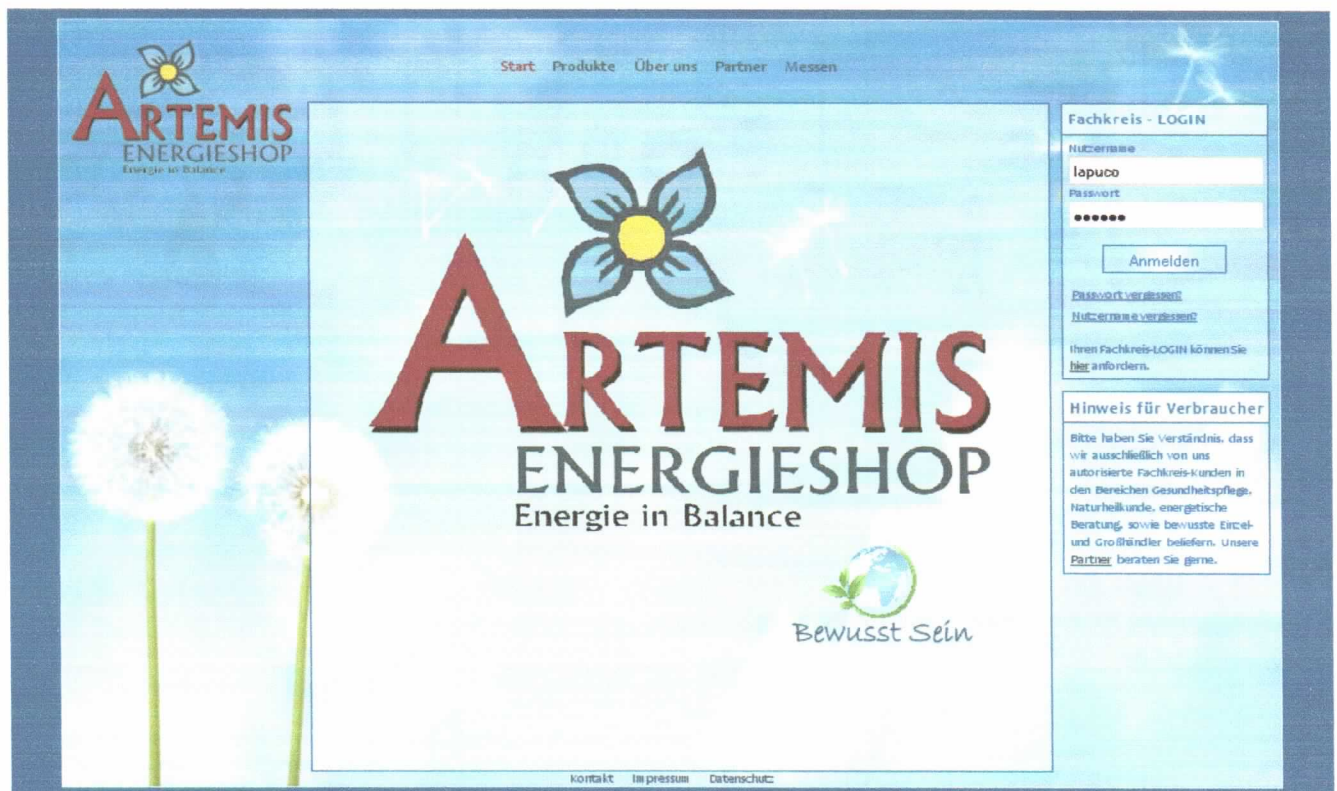 ARTEMIS
ENERGIESHOP
Energie in Balance
Start Produkte Über uns Partner Messen
ARTEMIS
ENERGIESHOP
Energie in Balance
Bewusst Sein
Fachkreis - LOGIN
Nutzername
lapuco
Passwort
••••••
Anmelden
Passwort vergessen?
Nutzername vergessen?
Ihren Fachkreis-LOGIN können Sie
hier anfordern.
Hinweis für Verbraucher
Bitte haben Sie Verständnis, dass
wir ausschließlich von uns
autorisierte Fachkreis-Kunden in
den Bereichen Gesundheitspflege,
Naturheilkunde, energetische
Beratung, sowie bewusste Einzel-
und Großhändler beliefern. Unsere
Partner beraten Sie gerne.
Kontakt Impressum Datenschutz